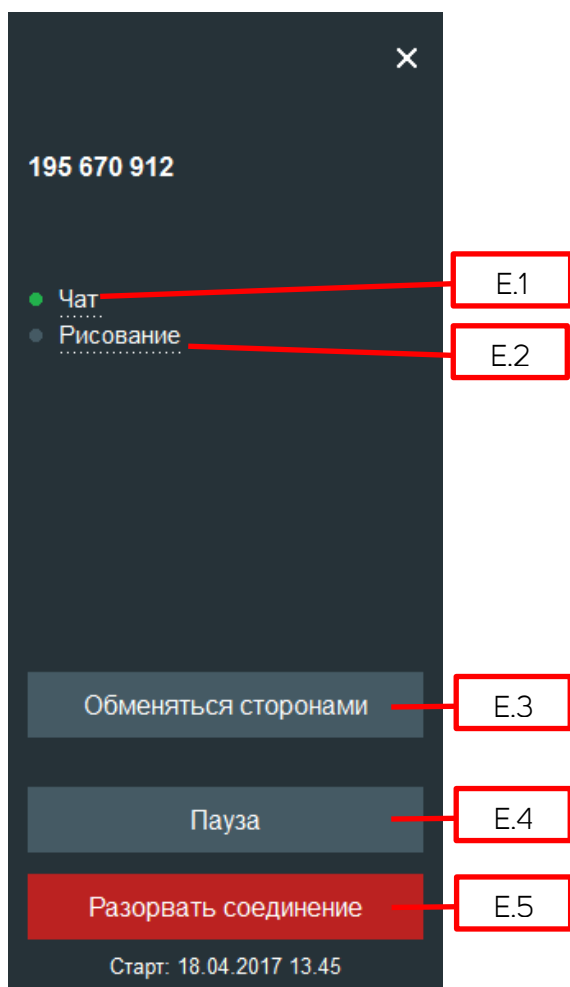 195 670 912
Чат
E.1
Рисование
E.2
Обменяться сторонами
E.3
Пауза
E.4
Разорвать соединение
E.5
Старт: 18.04.2017 13.45